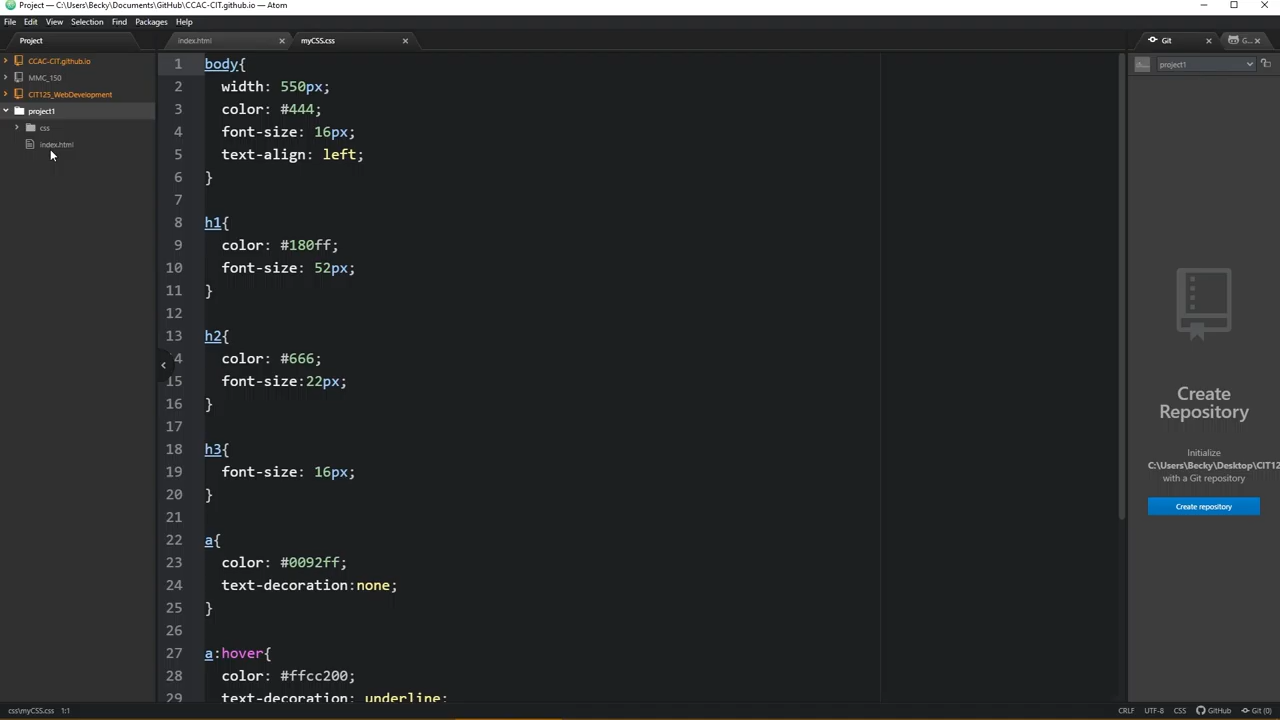 Project — C:\Users\Becky\Documents\GitHub\CCAC-CIT.github.io — Atom
File Edit View Selection Find Packages Help
Project
index.html
myCSS.css
Git
G...
CCAC-CIT.github.io
MMC_150
CIT125_WebDevelopment
project1
css
index.html
project1
1 body{
2 width: 550px;
3 color: #444;
4 font-size: 16px;
5 text-align: left;
6 }
7
8 h1{
9 color: #180ff;
10 font-size: 52px;
11 }
12
13 h2{
14 color: #666;
15 font-size:22px;
16 }
17
18 h3{
19 font-size: 16px;
20 }
21
22 a{
23 color: #0092ff;
24 text-decoration:none;
25 }
26
27 a:hover{
28 color: #ffcc200;
29 text-decoration: underline;
Create
Repository
Initialize
C:\Users\Becky\Desktop\CIT12
with a Git repository
Create repository
css\myCSS.css 1:1
CRLF UTF-8 CSS GitHub Git (0)